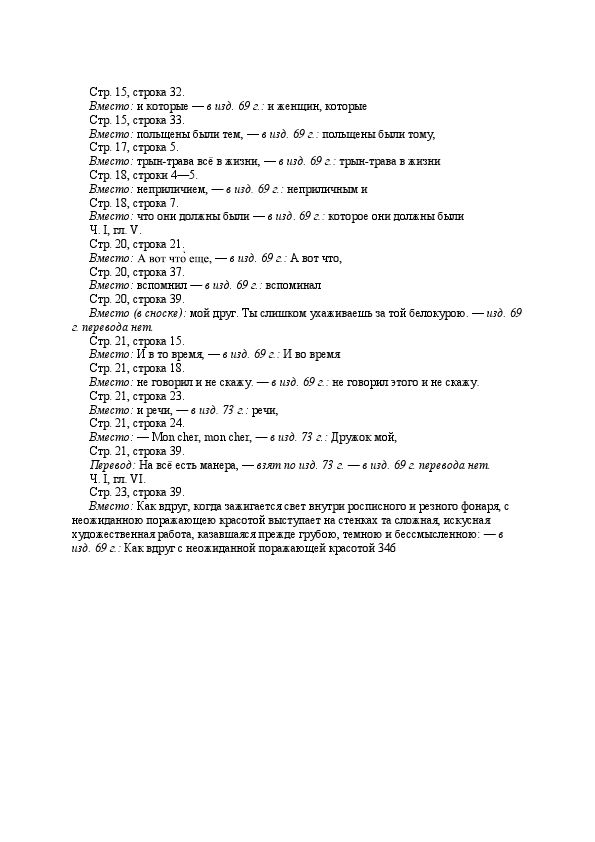 Стр. 15, строка 32.
Вместо: и которые — в изд. 69 г.: и женщин, которые
Стр. 15, строка 33.
Вместо: польщены были тем, — в изд. 69 г.: польщены были тому,
Стр. 17, строка 5.
Вместо: трын-трава всё в жизни, — в изд. 69 г.: трын-трава в жизни
Стр. 18, строки 4—5.
Вместо: неприличием, — в изд. 69 г.: неприличным и
Стр. 18, строка 7.
Вместо: что они должны были — в изд. 69 г.: которое они должны были
Ч. I, гл. V.
Стр. 20, строка 21.
Вместо: А вот что̀ еще, — в изд. 69 г.: А вот что,
Стр. 20, строка 37.
Вместо: вспомнил — в изд. 69 г.: вспоминал
Стр. 20, строка 39.
Вместо (в сноске): мой друг. Ты слишком ухаживаешь за той белокурою. — изд. 69
г. перевода нет.
Стр. 21, строка 15.
Вместо: И в то время, — в изд. 69 г.: И во время
Стр. 21, строка 18.
Вместо: не говорил и не скажу. — в изд. 69 г.: не говорил этого и не скажу.
Стр. 21, строка 23.
Вместо: и речи, — в изд. 73 г.: речи,
Стр. 21, строка 24.
Вместо: — Mon cher, mon cher, — в изд. 73 г.: Дружок мой,
Стр. 21, строка 39.
Перевод: На всё есть манера, — взят по изд. 73 г. — в изд. 69 г. перевода нет.
Ч. I, гл. VI.
Стр. 23, строка 39.
Вместо: Как вдруг, когда зажигается свет внутри росписного и резного фонаря, с
неожиданною поражающею красотой выступает на стенках та сложная, искусная
художественная работа, казавшаяся прежде грубою, темною и бессмысленною: — в
изд. 69 г.: Как вдруг с неожиданной поражающей красотой 346